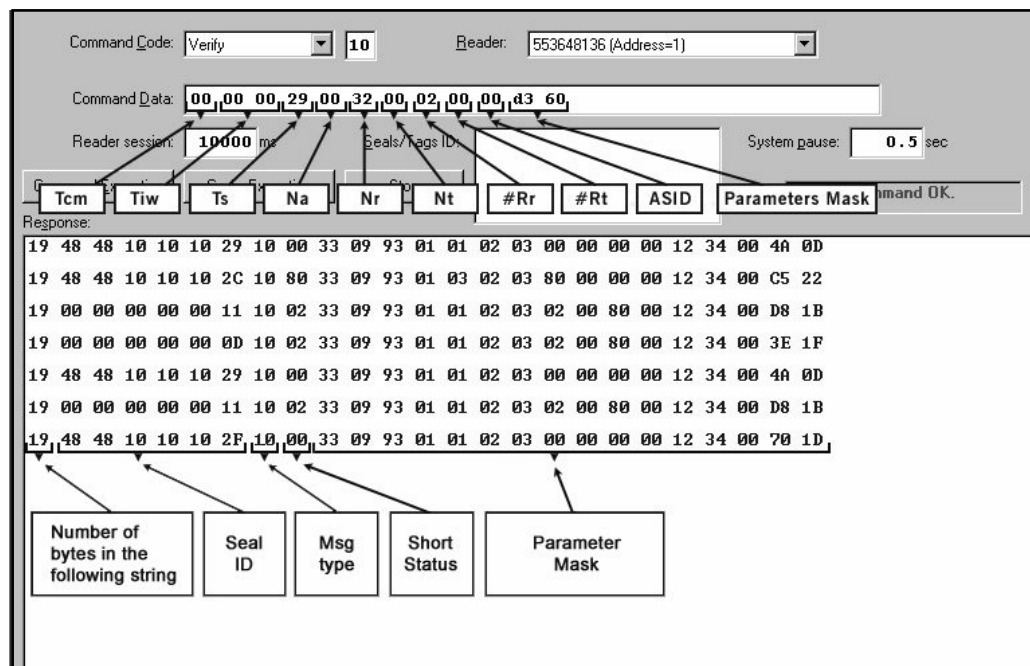 Command Code: Verify 10 Reader: 553648136 (Address=1)
Command Data: 00 00 00 29 00 32 00 02 00 00 d3 60
Reader session: 10000 ms Seals/Tags ID: System pause: 0.5 sec
Tcm Tiw Ts Na Nr Nt #Rr #Rt ASID Parameters Mask mmand OK.
Response:
19 48 48 10 10 10 29 10 00 33 09 93 01 01 02 03 00 00 00 00 12 34 00 4A 0D
19 48 48 10 10 10 2C 10 80 33 09 93 01 03 02 03 80 00 00 00 12 34 00 C5 22
19 00 00 00 00 00 11 10 02 33 09 93 01 01 02 03 02 00 80 00 12 34 00 D8 1B
19 00 00 00 00 00 0D 10 02 33 09 93 01 01 02 03 02 00 80 00 12 34 00 3E 1F
19 48 48 10 10 10 29 10 00 33 09 93 01 01 02 03 00 00 00 00 12 34 00 4A 0D
19 00 00 00 00 00 11 10 02 33 09 93 01 01 02 03 02 00 80 00 12 34 00 D8 1B
19 48 48 10 10 10 2F 10 00 33 09 93 01 01 02 03 00 00 00 00 12 34 00 70 1D
Number of
bytes in the
following string
Seal
ID
Msg
type
Short
Status
Parameter
Mask